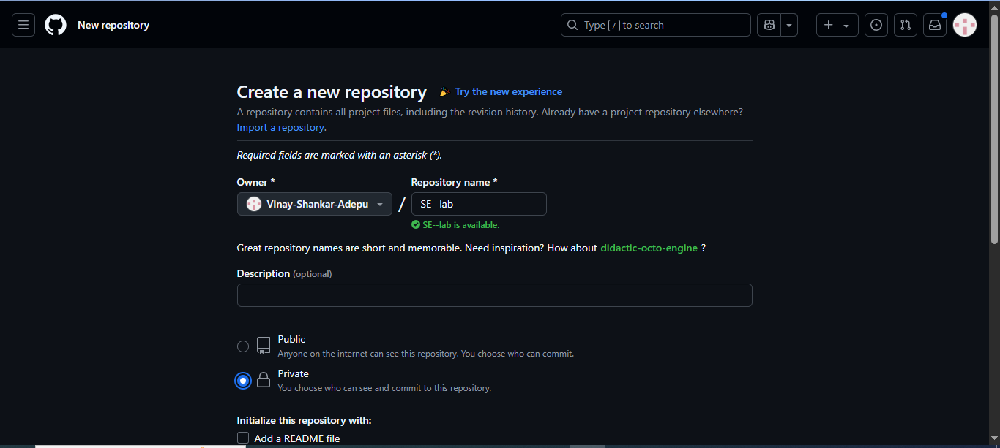 New repository
Type / to search
Create a new repository
Try the new experience
A repository contains all project files, including the revision history. Already have a project repository elsewhere?
Import a repository.
Required fields are marked with an asterisk (*).
Owner *
Repository name *
Vinay-Shankar-Adepu
/
SE--lab
SE--lab is available.
Great repository names are short and memorable. Need inspiration? How about didactic-octo-engine ?
Description (optional)
Public
Anyone on the internet can see this repository. You choose who can commit.
Private
You choose who can see and commit to this repository.
Initialize this repository with:
Add a README file